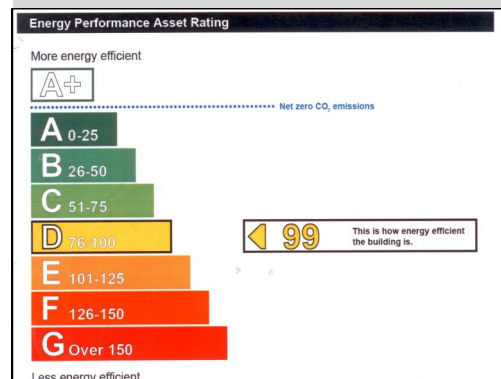 Energy Performance Asset Rating
More energy efficient
A+
Net zero CO₂ emissions
A 0-25
B 26-50
C 51-75
D 76-100
99 This is how energy efficient
the building is.
E 101-125
F 126-150
G Over 150
Less energy efficient